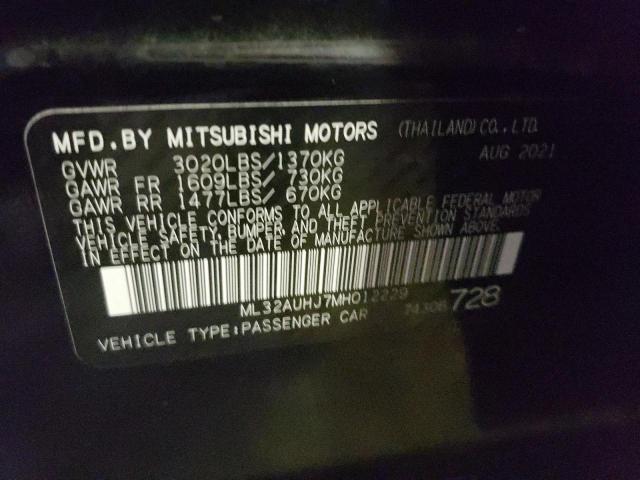 MFD.BY MITSUBISHI MOTORS (THAILAND) CO.,LTD.
AUG 2021
GVWR 3020LBS/1370KG
GAWR FR 1609LBS/ 730KG
GAWR RR 1477LBS/ 670KG
THIS VEHICLE CONFORMS TO ALL APPLICABLE FEDERAL MOTOR
VEHICLE SAFETY, BUMPER, AND THEFT PREVENTION STANDARDS
IN EFFECT ON THE DATE OF MANUFACTURE SHOWN ABOVE.
ML32AUHJ7MH012229
74306 728
VEHICLE TYPE:PASSENGER CAR